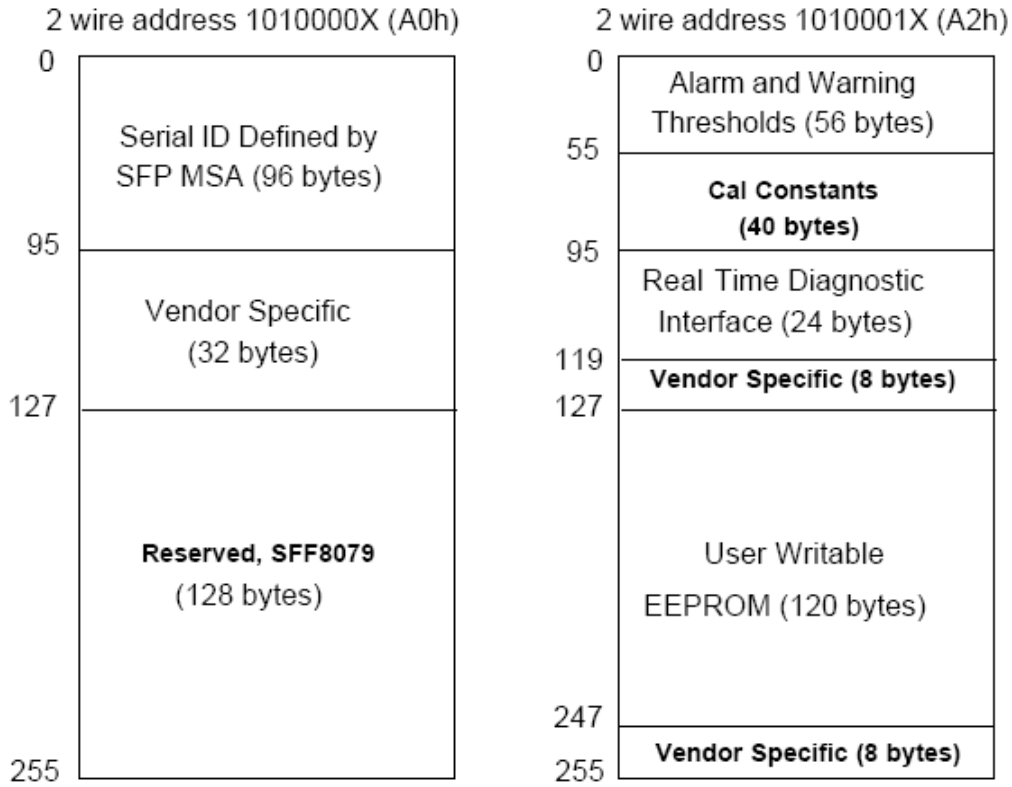 2 wire address 1010000X (A0h)
0
Serial ID Defined by
SFP MSA (96 bytes)
95
Vendor Specific
(32 bytes)
127
Reserved, SFF8079
(128 bytes)
255
2 wire address 1010001X (A2h)
0
Alarm and Warning
Thresholds (56 bytes)
55
Cal Constants
(40 bytes)
95
Real Time Diagnostic
Interface (24 bytes)
119
Vendor Specific (8 bytes)
127
User Writable
EEPROM (120 bytes)
247
Vendor Specific (8 bytes)
255